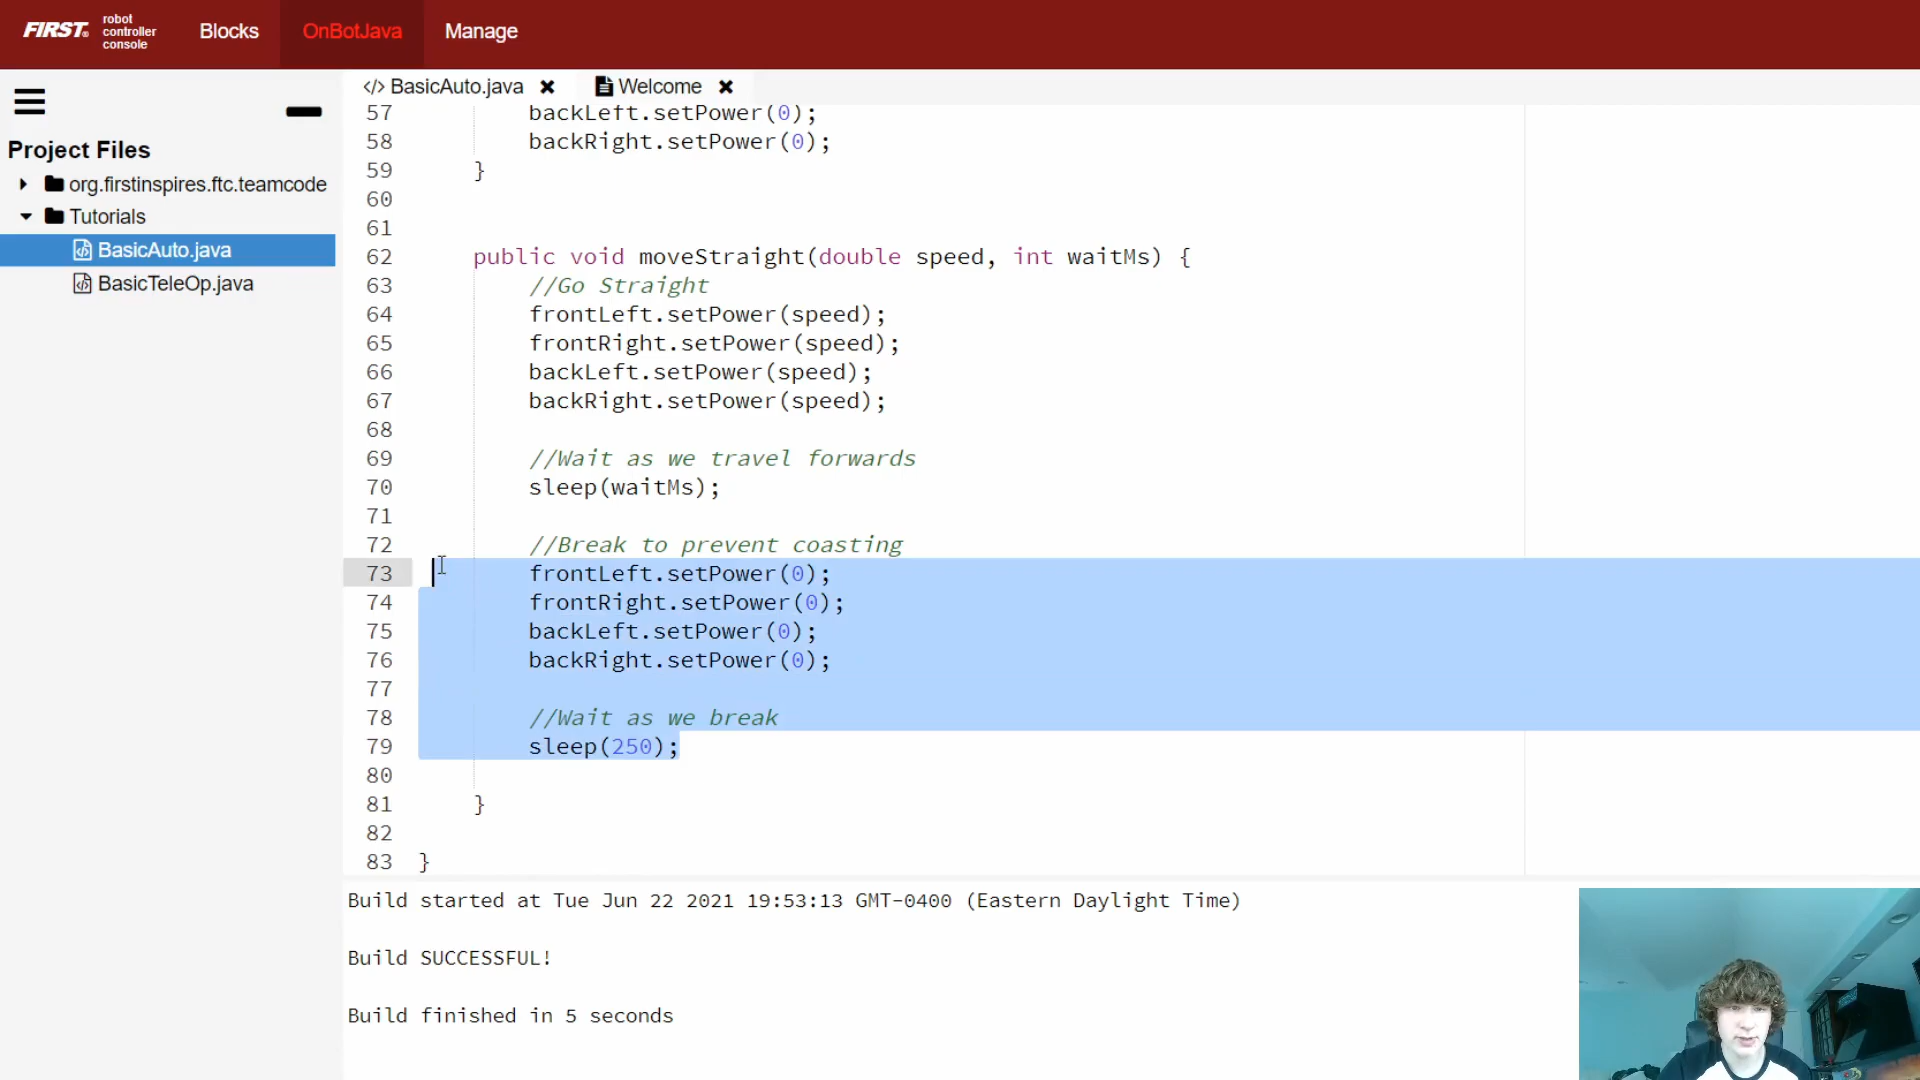 FIRST® robot controller console Blocks OnBotJava Manage
Project Files
org.firstinspires.ftc.teamcode
Tutorials
BasicAuto.java
BasicTeleOp.java
</> BasicAuto.java ✖ Welcome ✖
57 backLeft.setPower(0);
58 backRight.setPower(0);
59 }
60
61
62 public void moveStraight(double speed, int waitMs) {
63 //Go Straight
64 frontLeft.setPower(speed);
65 frontRight.setPower(speed);
66 backLeft.setPower(speed);
67 backRight.setPower(speed);
68
69 //Wait as we travel forwards
70 sleep(waitMs);
71
72 //Break to prevent coasting
73 frontLeft.setPower(0);
74 frontRight.setPower(0);
75 backLeft.setPower(0);
76 backRight.setPower(0);
77
78 //Wait as we break
79 sleep(250);
80
81 }
82
83 }
Build started at Tue Jun 22 2021 19:53:13 GMT-0400 (Eastern Daylight Time)
Build SUCCESSFUL!
Build finished in 5 seconds